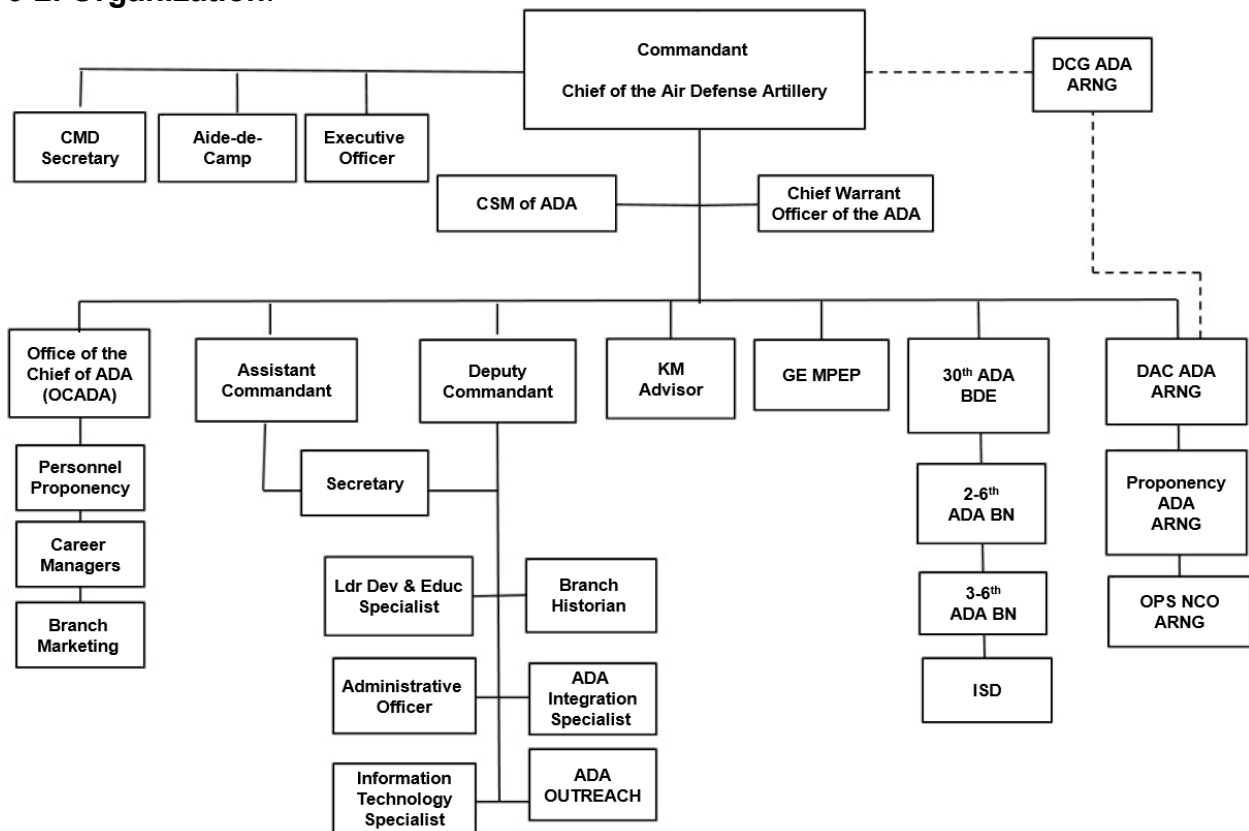 Organization
Commandant
Chief of the Air Defense Artillery
DCG ADA
ARNG
CMD
Secretary
Aide-de-
Camp
Executive
Officer
CSM of ADA
Chief Warrant
Officer of the ADA
Office of the
Chief of ADA
(OCADA)
Assistant
Commandant
Deputy
Commandant
KM
Advisor
GE MPEP
30th ADA
BDE
DAC ADA
ARNG
Personnel
Proponency
Secretary
2-6th
ADA BN
Proponency
ADA
ARNG
Career
Managers
Ldr Dev & Educ
Specialist
Branch
Historian
3-6th
ADA BN
OPS NCO
ARNG
Branch
Marketing
Administrative
Officer
ADA
Integration
Specialist
ISD
Information
Technology
Specialist
ADA
OUTREACH